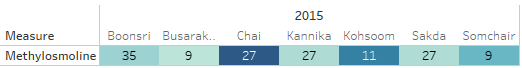 2015
Measure Boonsri Busarak.. Chai Kannika Kohsoom Sakda Somchair
Methylosmoline 35 9 27 27 11 27 9